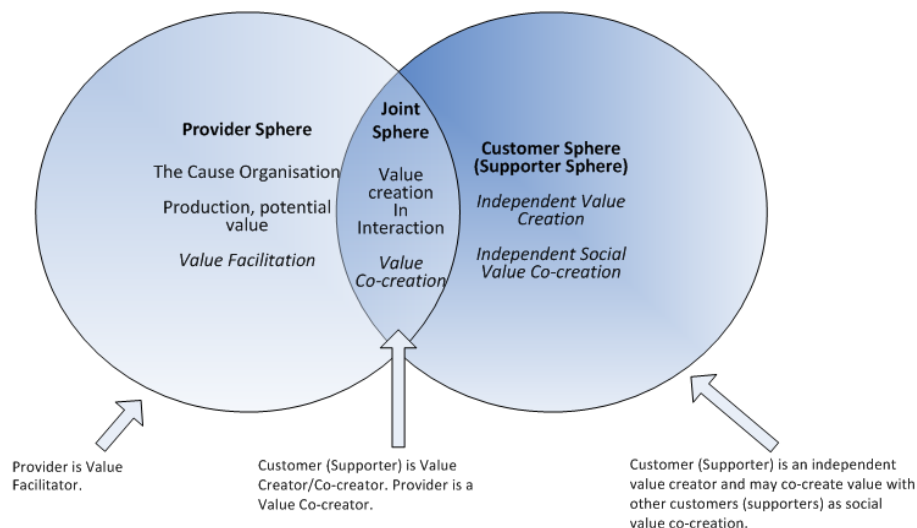 Provider Sphere
The Cause Organisation
Production, potential
value
Value Facilitation
Joint
Sphere
Value
creation
In
Interaction
Value
Co-creation
Customer Sphere
(Supporter Sphere)
Independent Value
Creation
Independent Social
Value Co-creation
Provider is Value
Facilitator.
Customer (Supporter) is Value
Creator/Co-creator. Provider is a
Value Co-creator.
Customer (Supporter) is an independent
value creator and may co-create value with
other customers (supporters) as social
value co-creation.